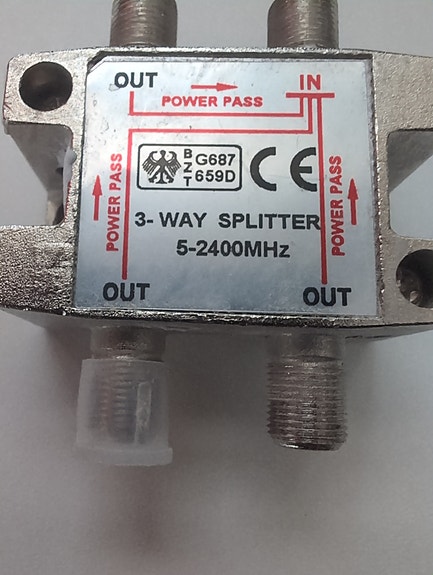 OUT IN
POWER PASS
BZT G687
659D
CE
POWER PASS
POWER PASS
3- WAY SPLITTER
5-2400MHz
OUT OUT